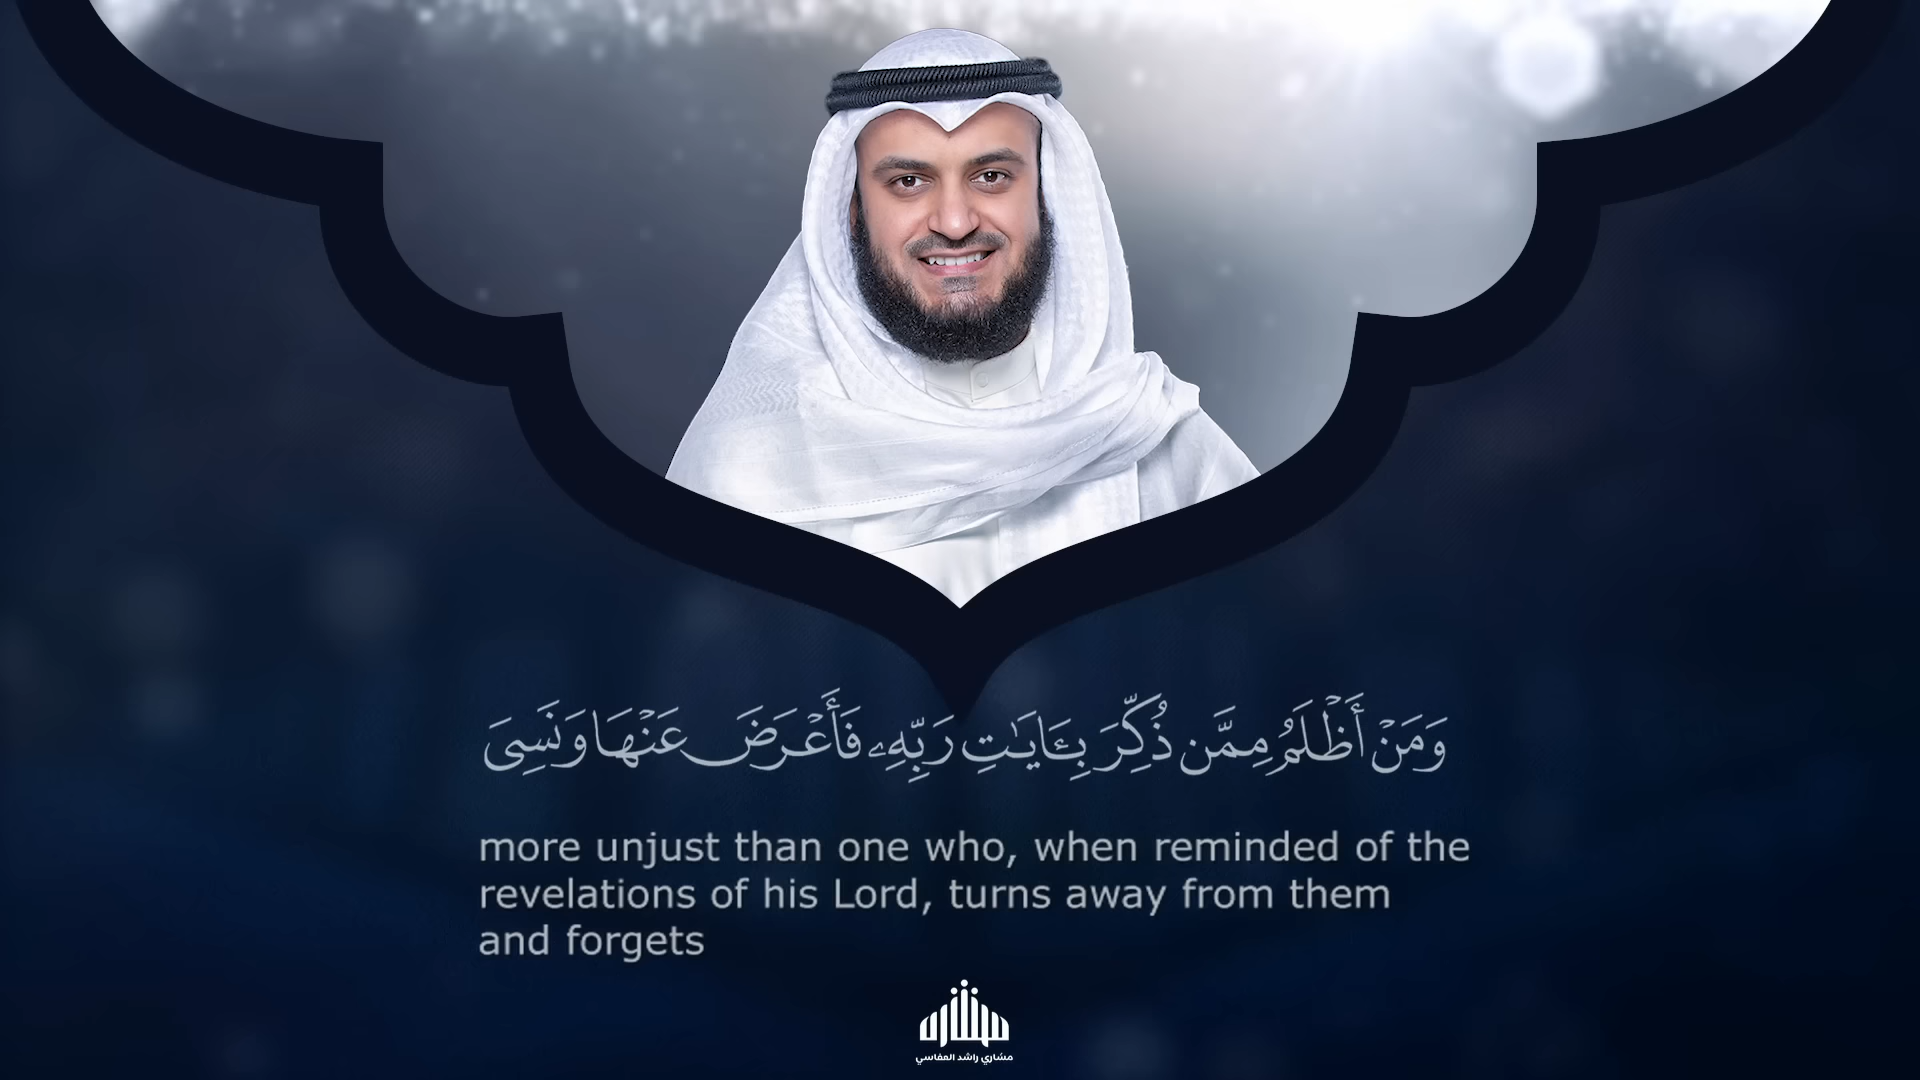 وَمَنْ أَظْلَمُ مِمَّن ذُكِّرَ بِـَٔايَـٰتِ رَبِّهِۦ فَأَعْرَضَ عَنْهَا وَنَسِىَ
more unjust than one who, when reminded of the
revelations of his Lord, turns away from them
and forgets
مشاري راشد العفاسي